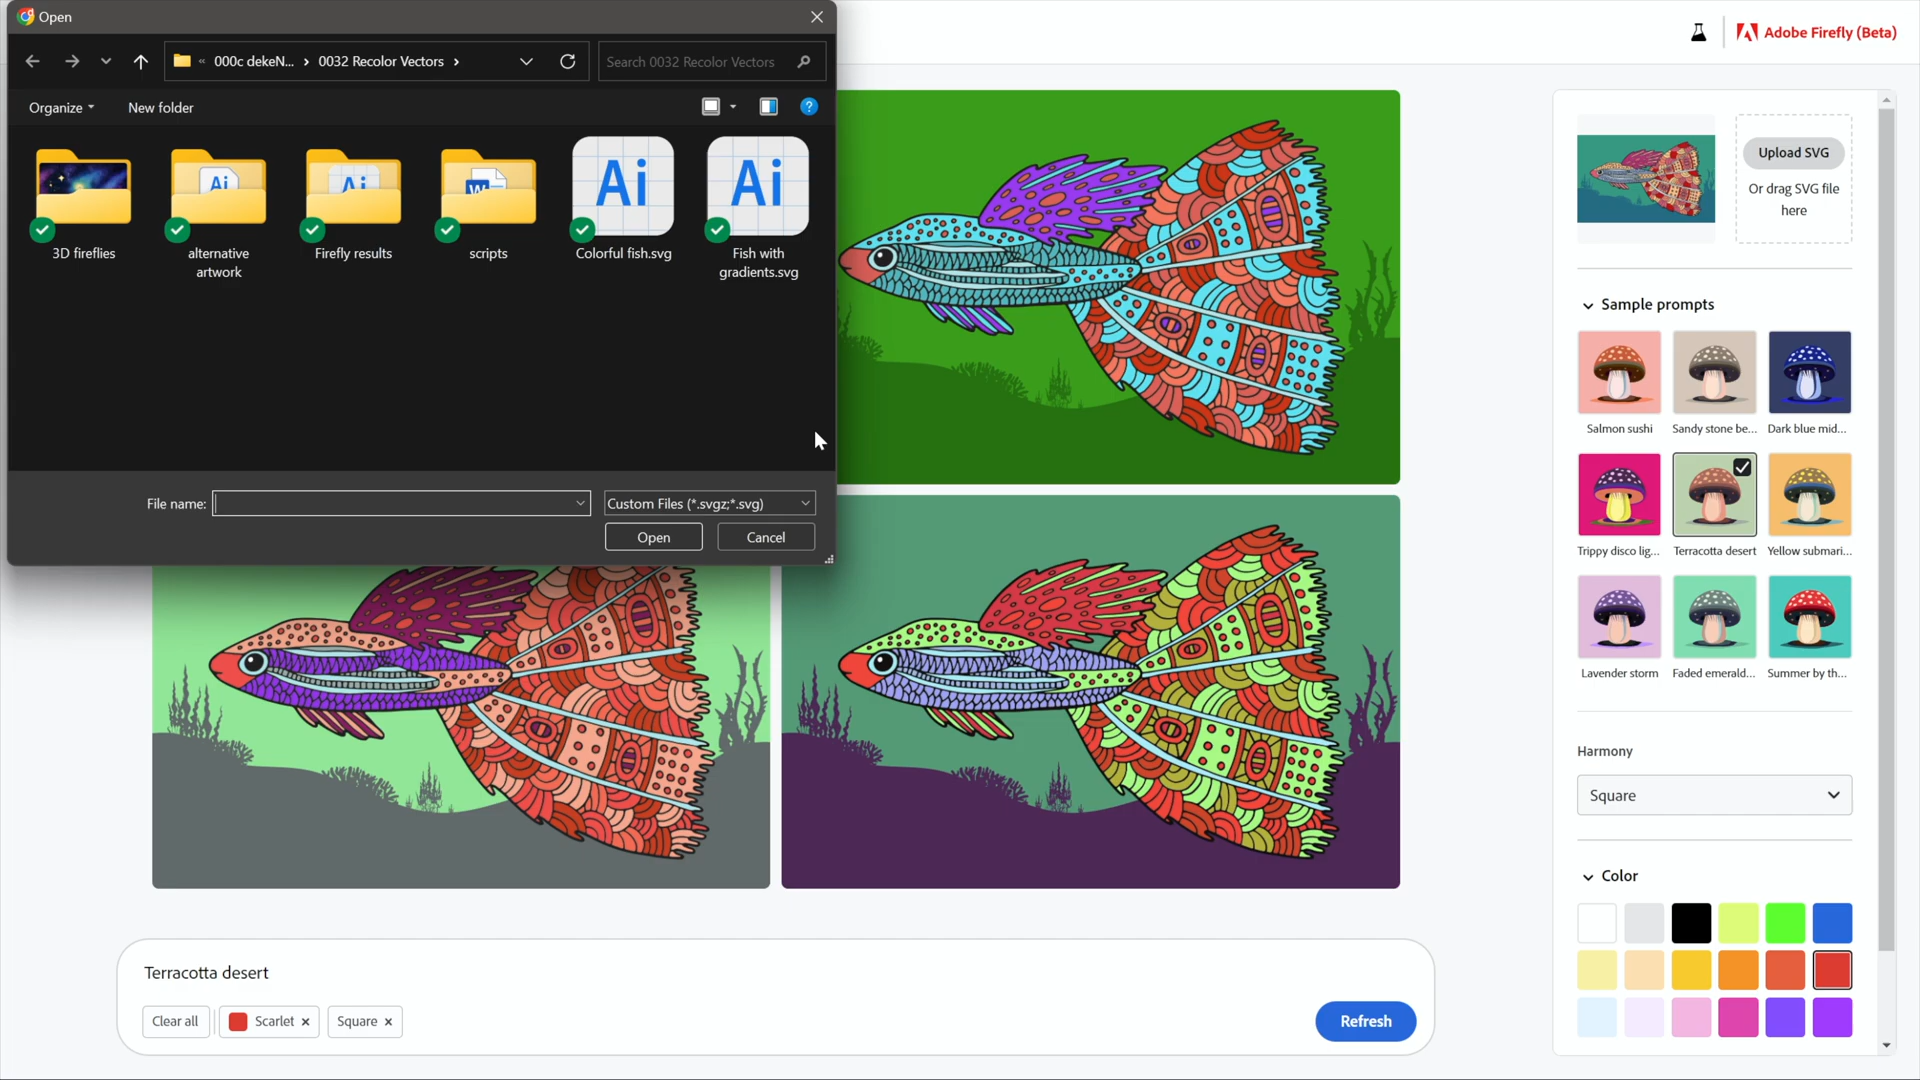 Open
000c dekeN... > 0032 Recolor Vectors >
Search 0032 Recolor Vectors
Organize
New folder
3D fireflies
alternative
artwork
Firefly results
scripts
Ai
Colorful fish.svg
Ai
Fish with
gradients.svg
File name:
Custom Files (*.svgz;*.svg)
Open
Cancel
Adobe Firefly (Beta)
Upload SVG
Or drag SVG file
here
Sample prompts
Salmon sushi
Sandy stone be...
Dark blue mid...
Trippy disco lig...
Terracotta desert
Yellow submari...
Lavender storm
Faded emerald...
Summer by th...
Harmony
Square
Color
Terracotta desert
Clear all
Scarlet
Square
Refresh